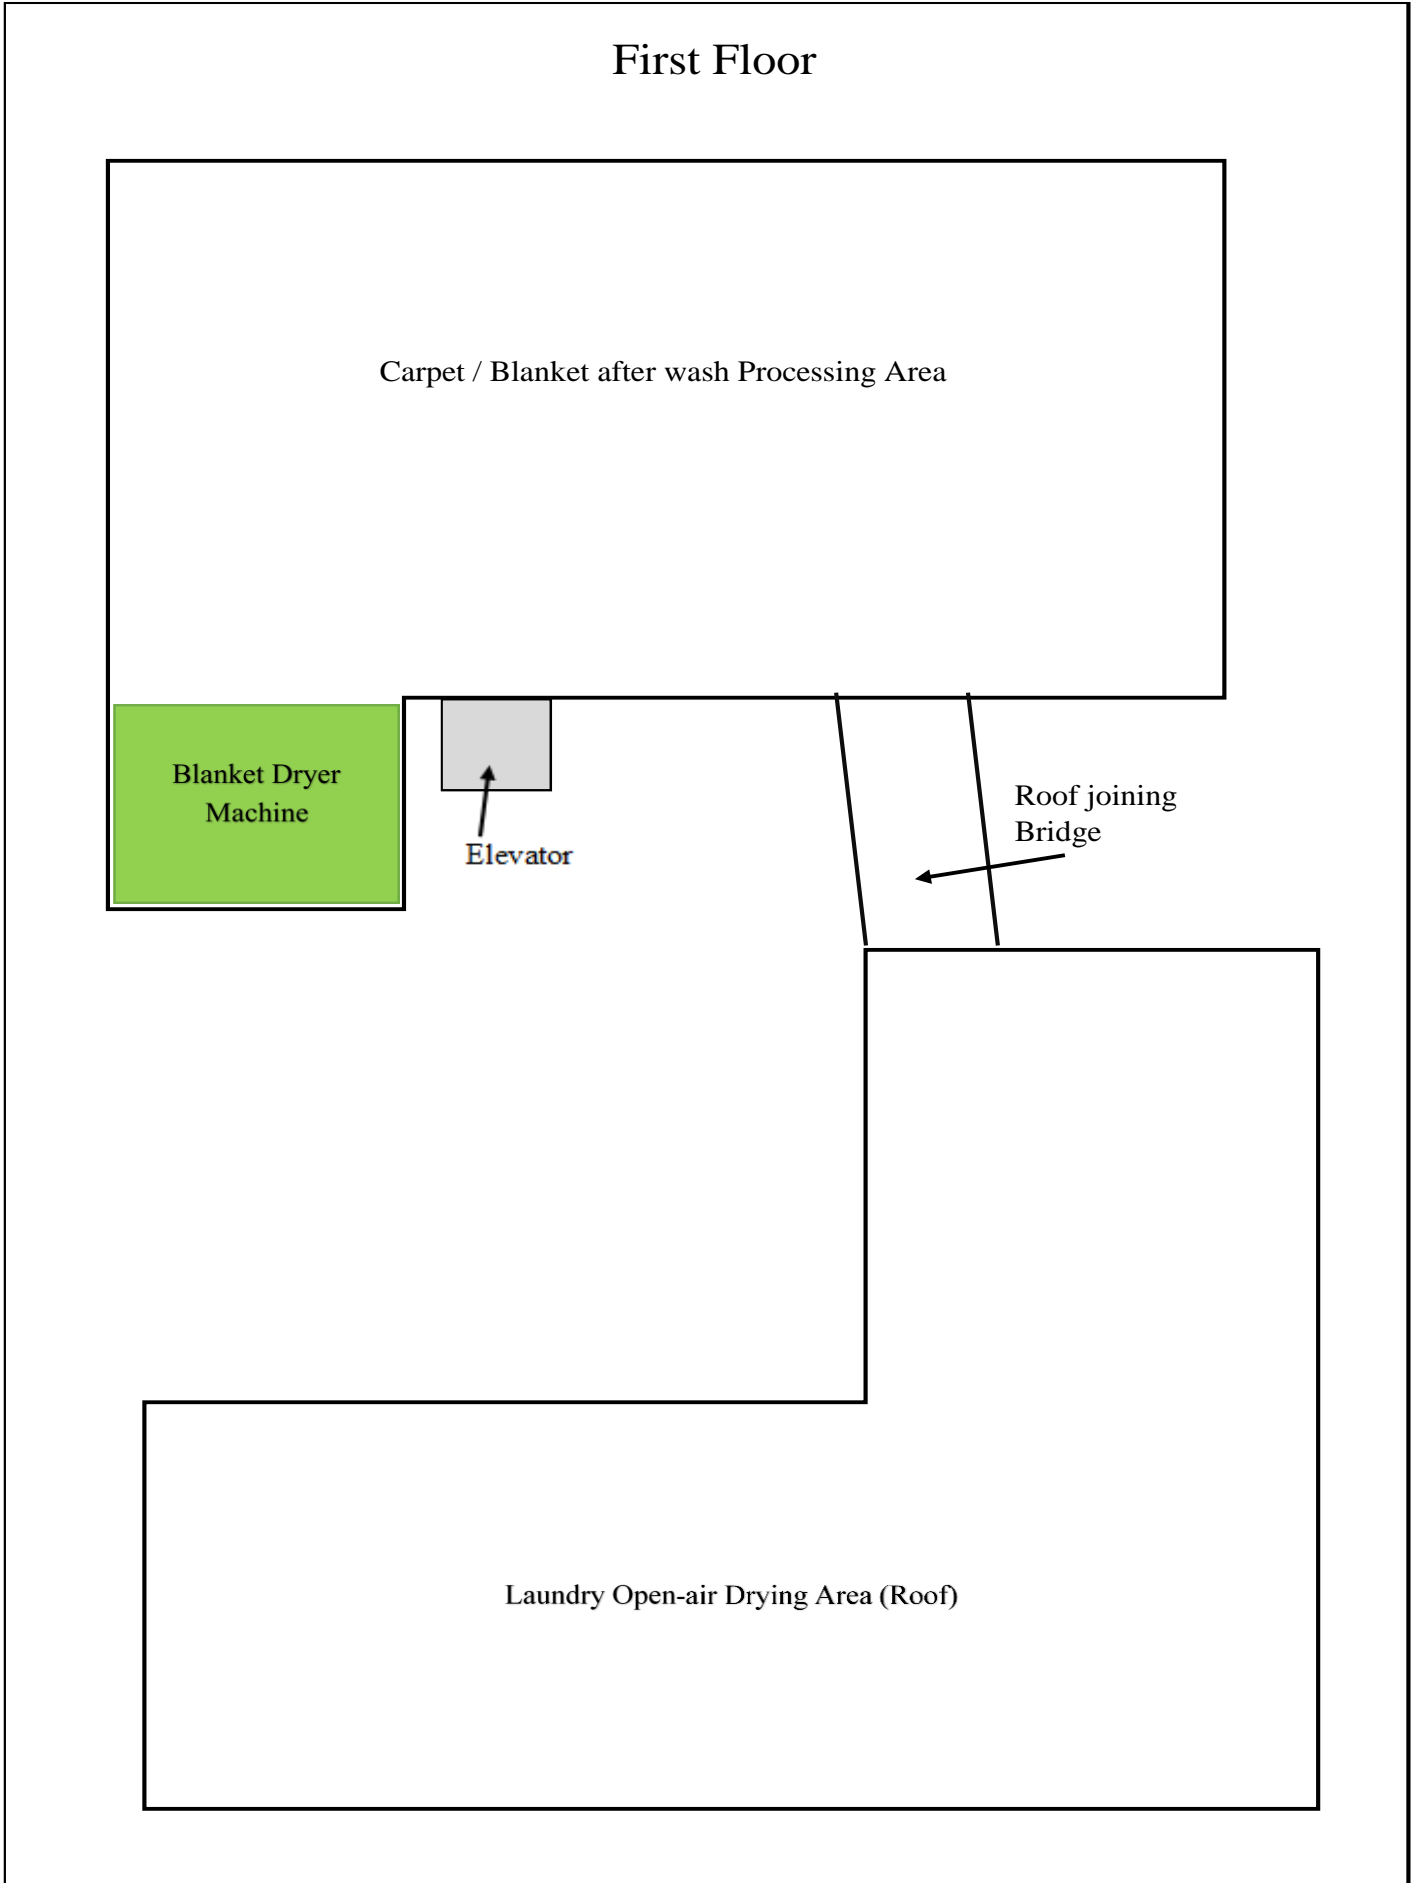 First Floor
Carpet / Blanket after wash Processing Area
Blanket Dryer
Machine
Elevator
Roof joining
Bridge
Laundry Open-air Drying Area (Roof)